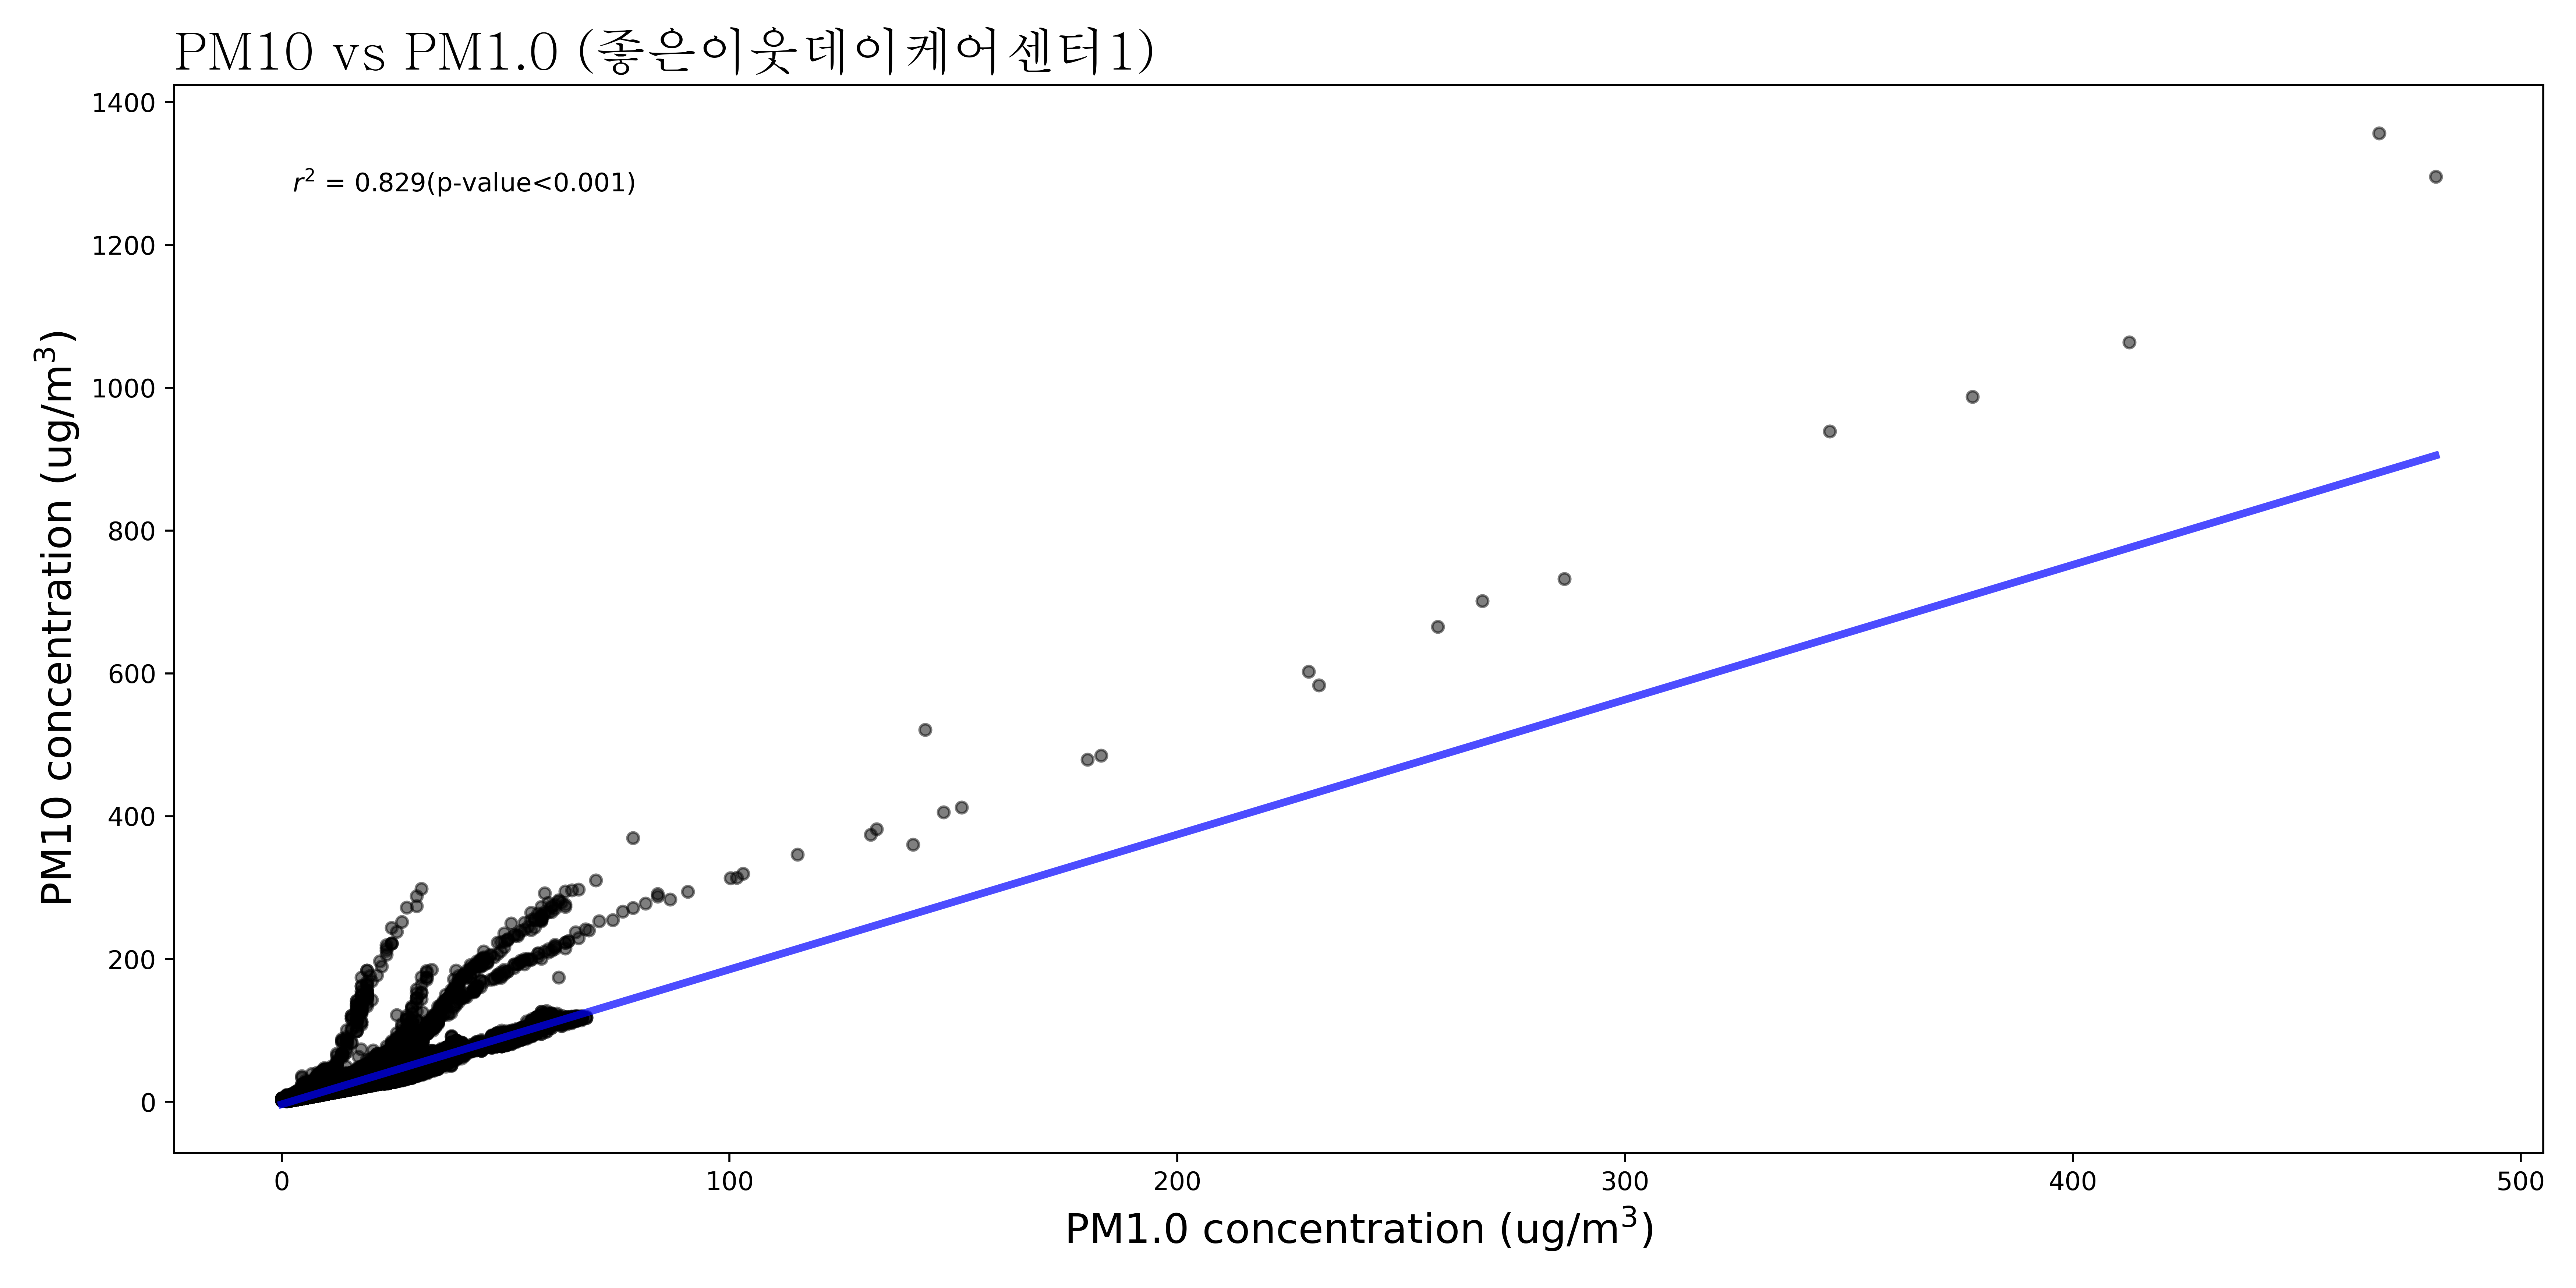 PM10 vs PM1.0 (좋은이웃데이케어센터1)
1400
r² = 0.829(p-value<0.001)
1200
1000
800
600
400
200
0
PM10 concentration (ug/m³)
0 100 200 300 400 500
PM1.0 concentration (ug/m³)